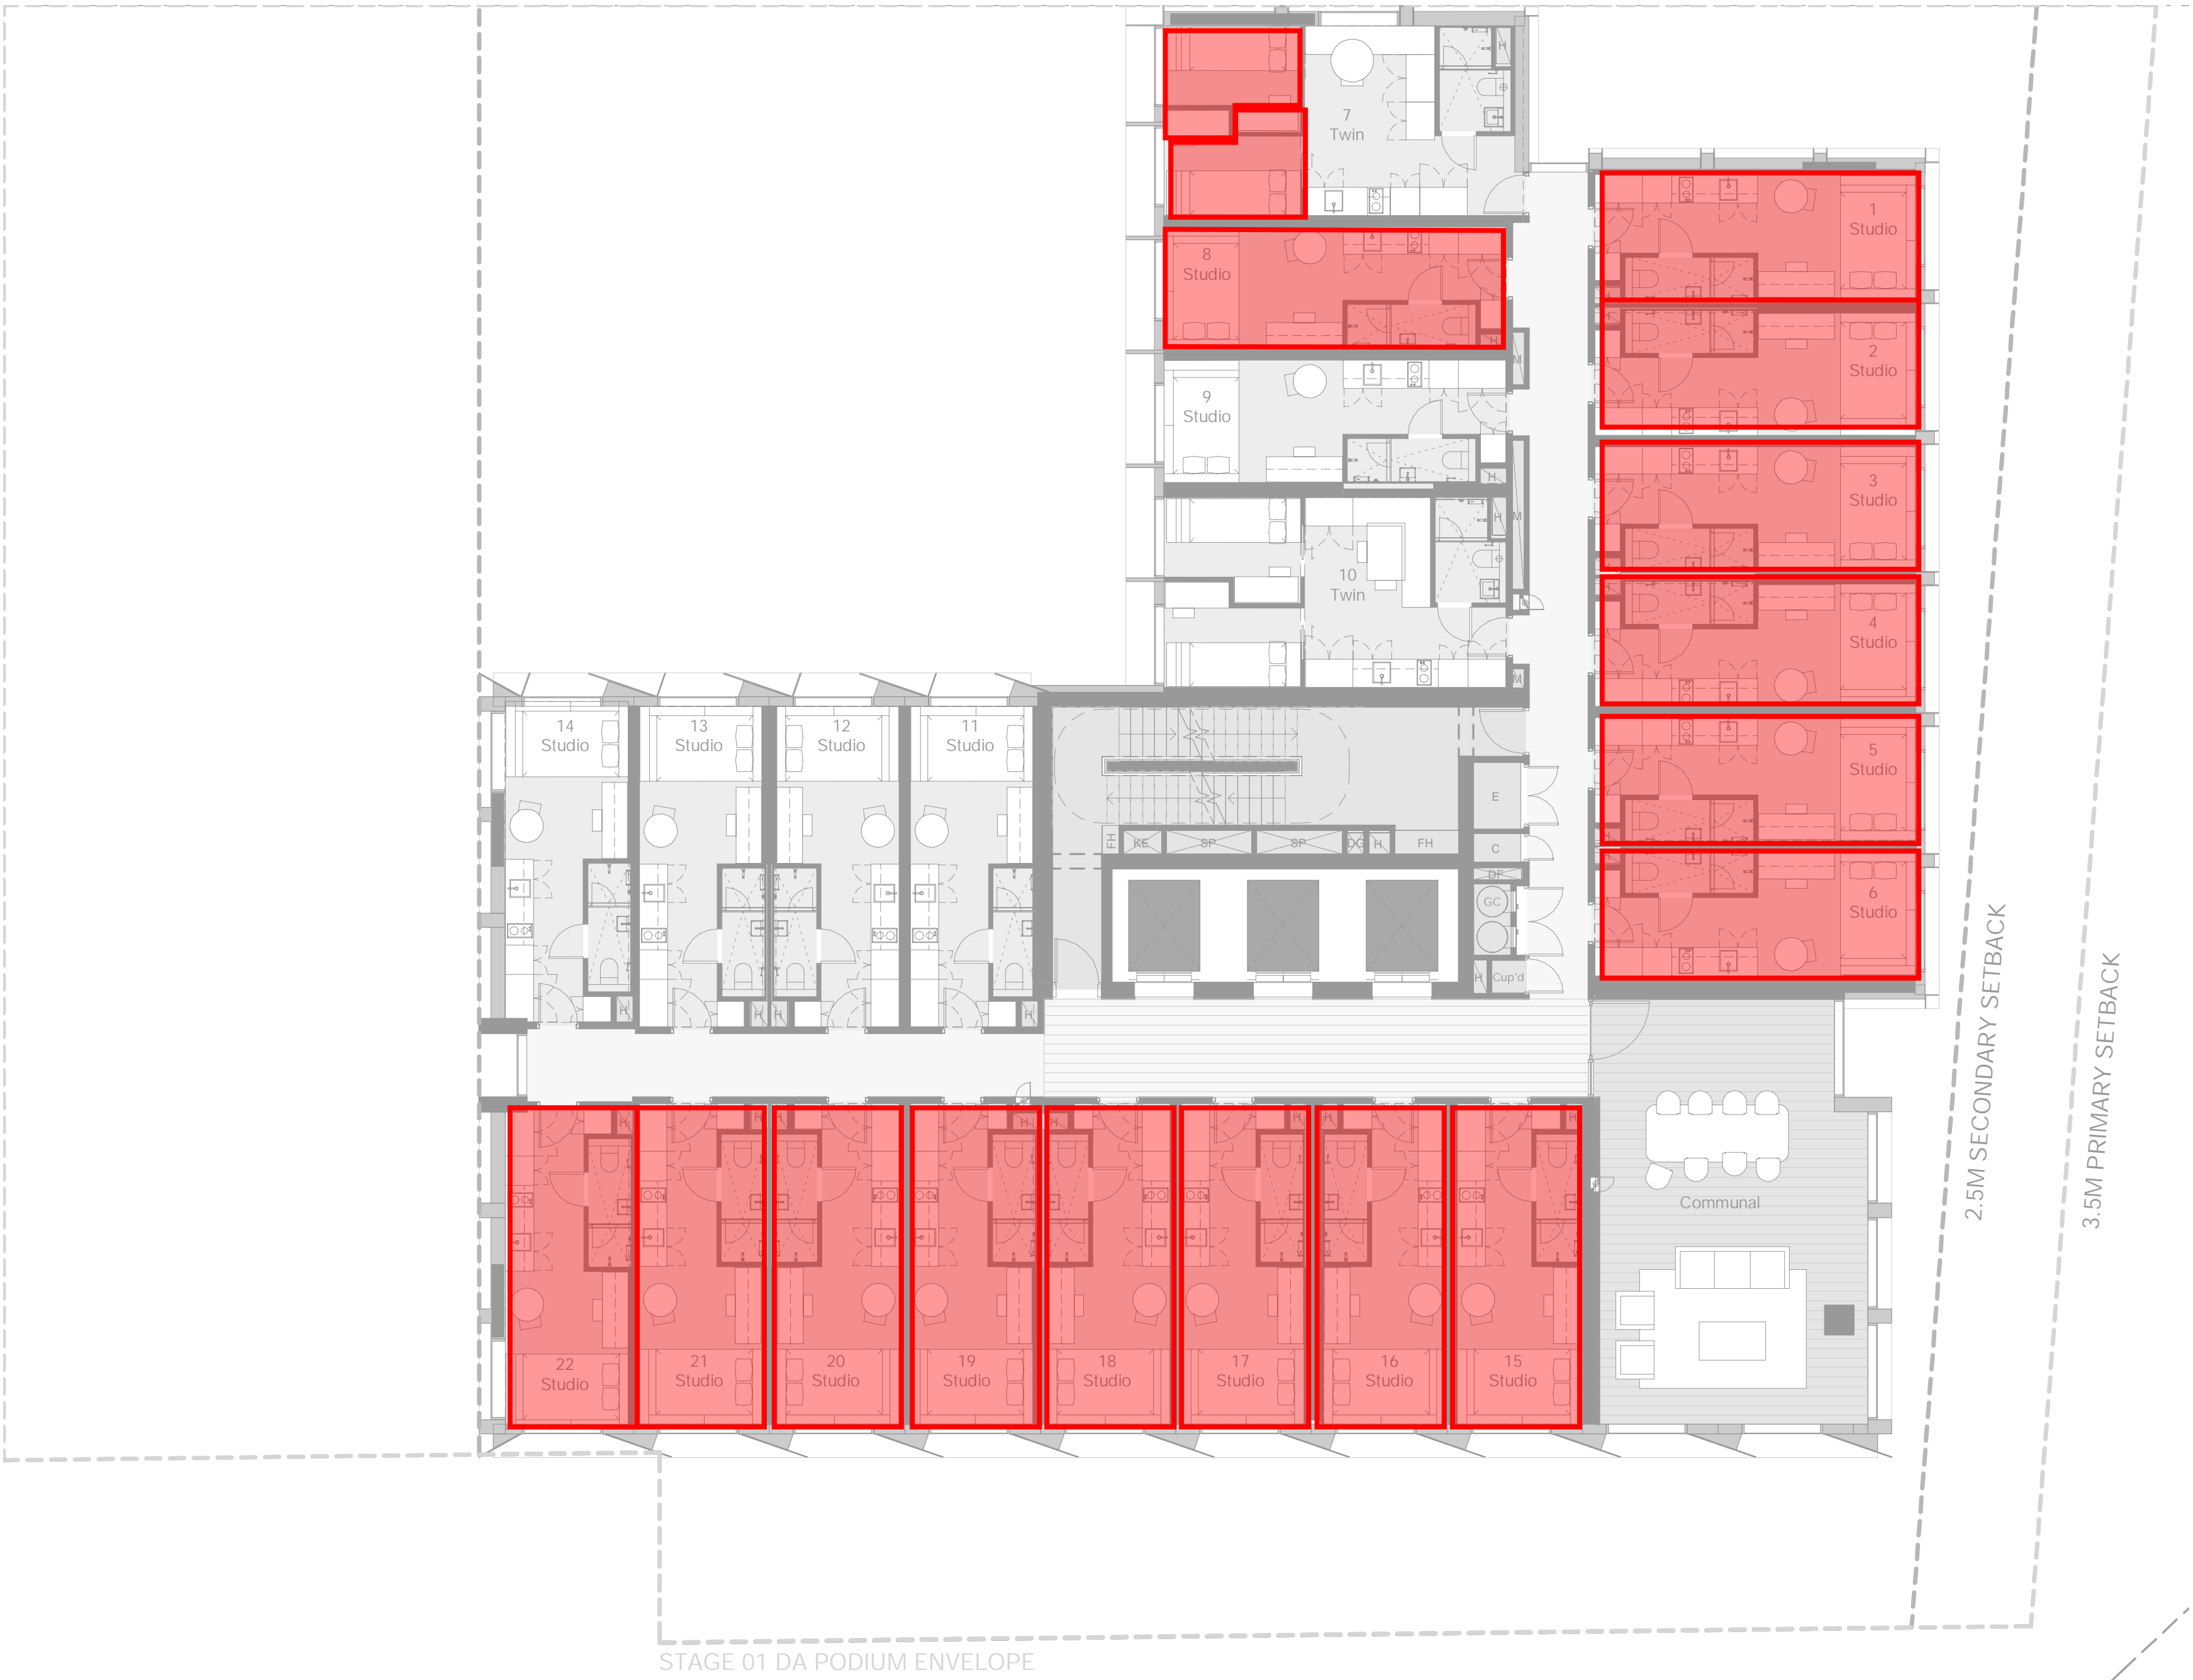 H
7
Twin
1
Studio
8
Studio
H
M
2
Studio
9
Studio
H
3
Studio
H
M
10
Twin
4
Studio
M
14
Studio
13
Studio
12
Studio
11
Studio
5
Studio
E
FH
KE
SP
SP
DG
H
FH
C
DF
GC
6
Studio
H
Cup'd
H
H
H
H
2.5M SECONDARY SETBACK
3.5M PRIMARY SETBACK
H
H
H
H
H
H
H
H
Communal
22
Studio
21
Studio
20
Studio
19
Studio
18
Studio
17
Studio
16
Studio
15
Studio
STAGE 01 DA PODIUM ENVELOPE